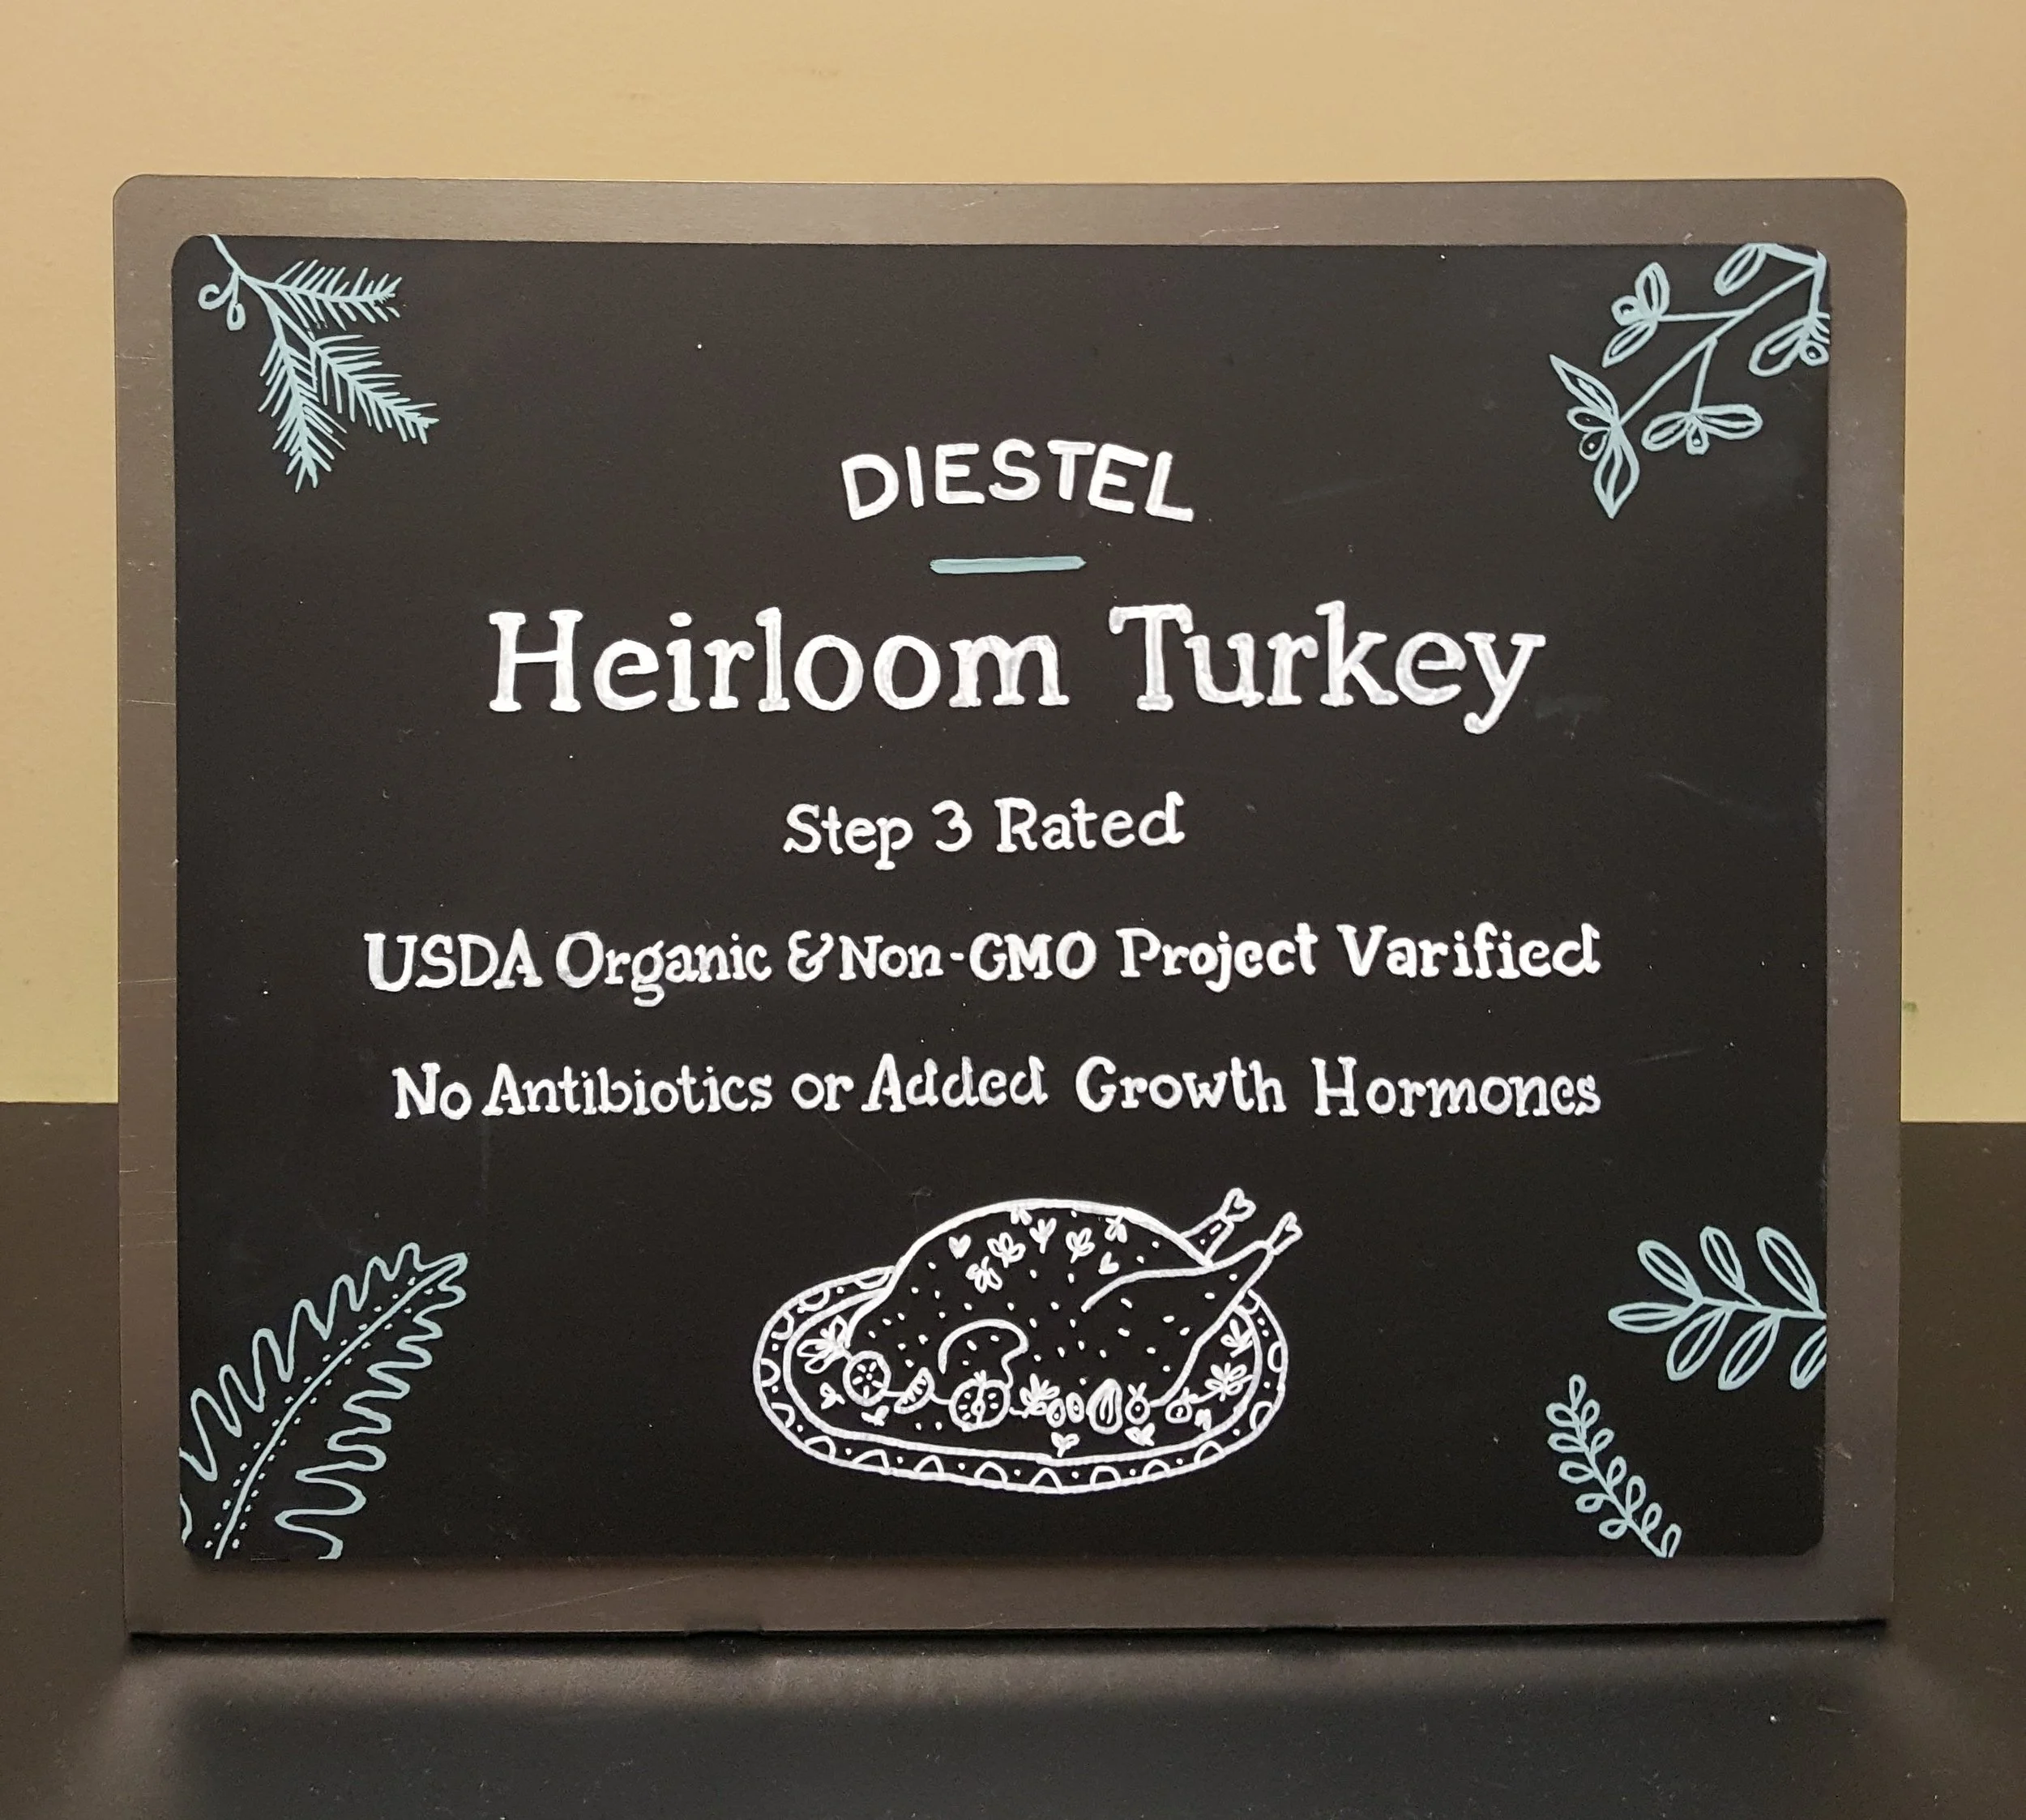 DIESTEL
Heirloom Turkey
Step 3 Rated
USDA Organic & Non-GMO Project Varified
No Antibiotics or Added Growth Hormones